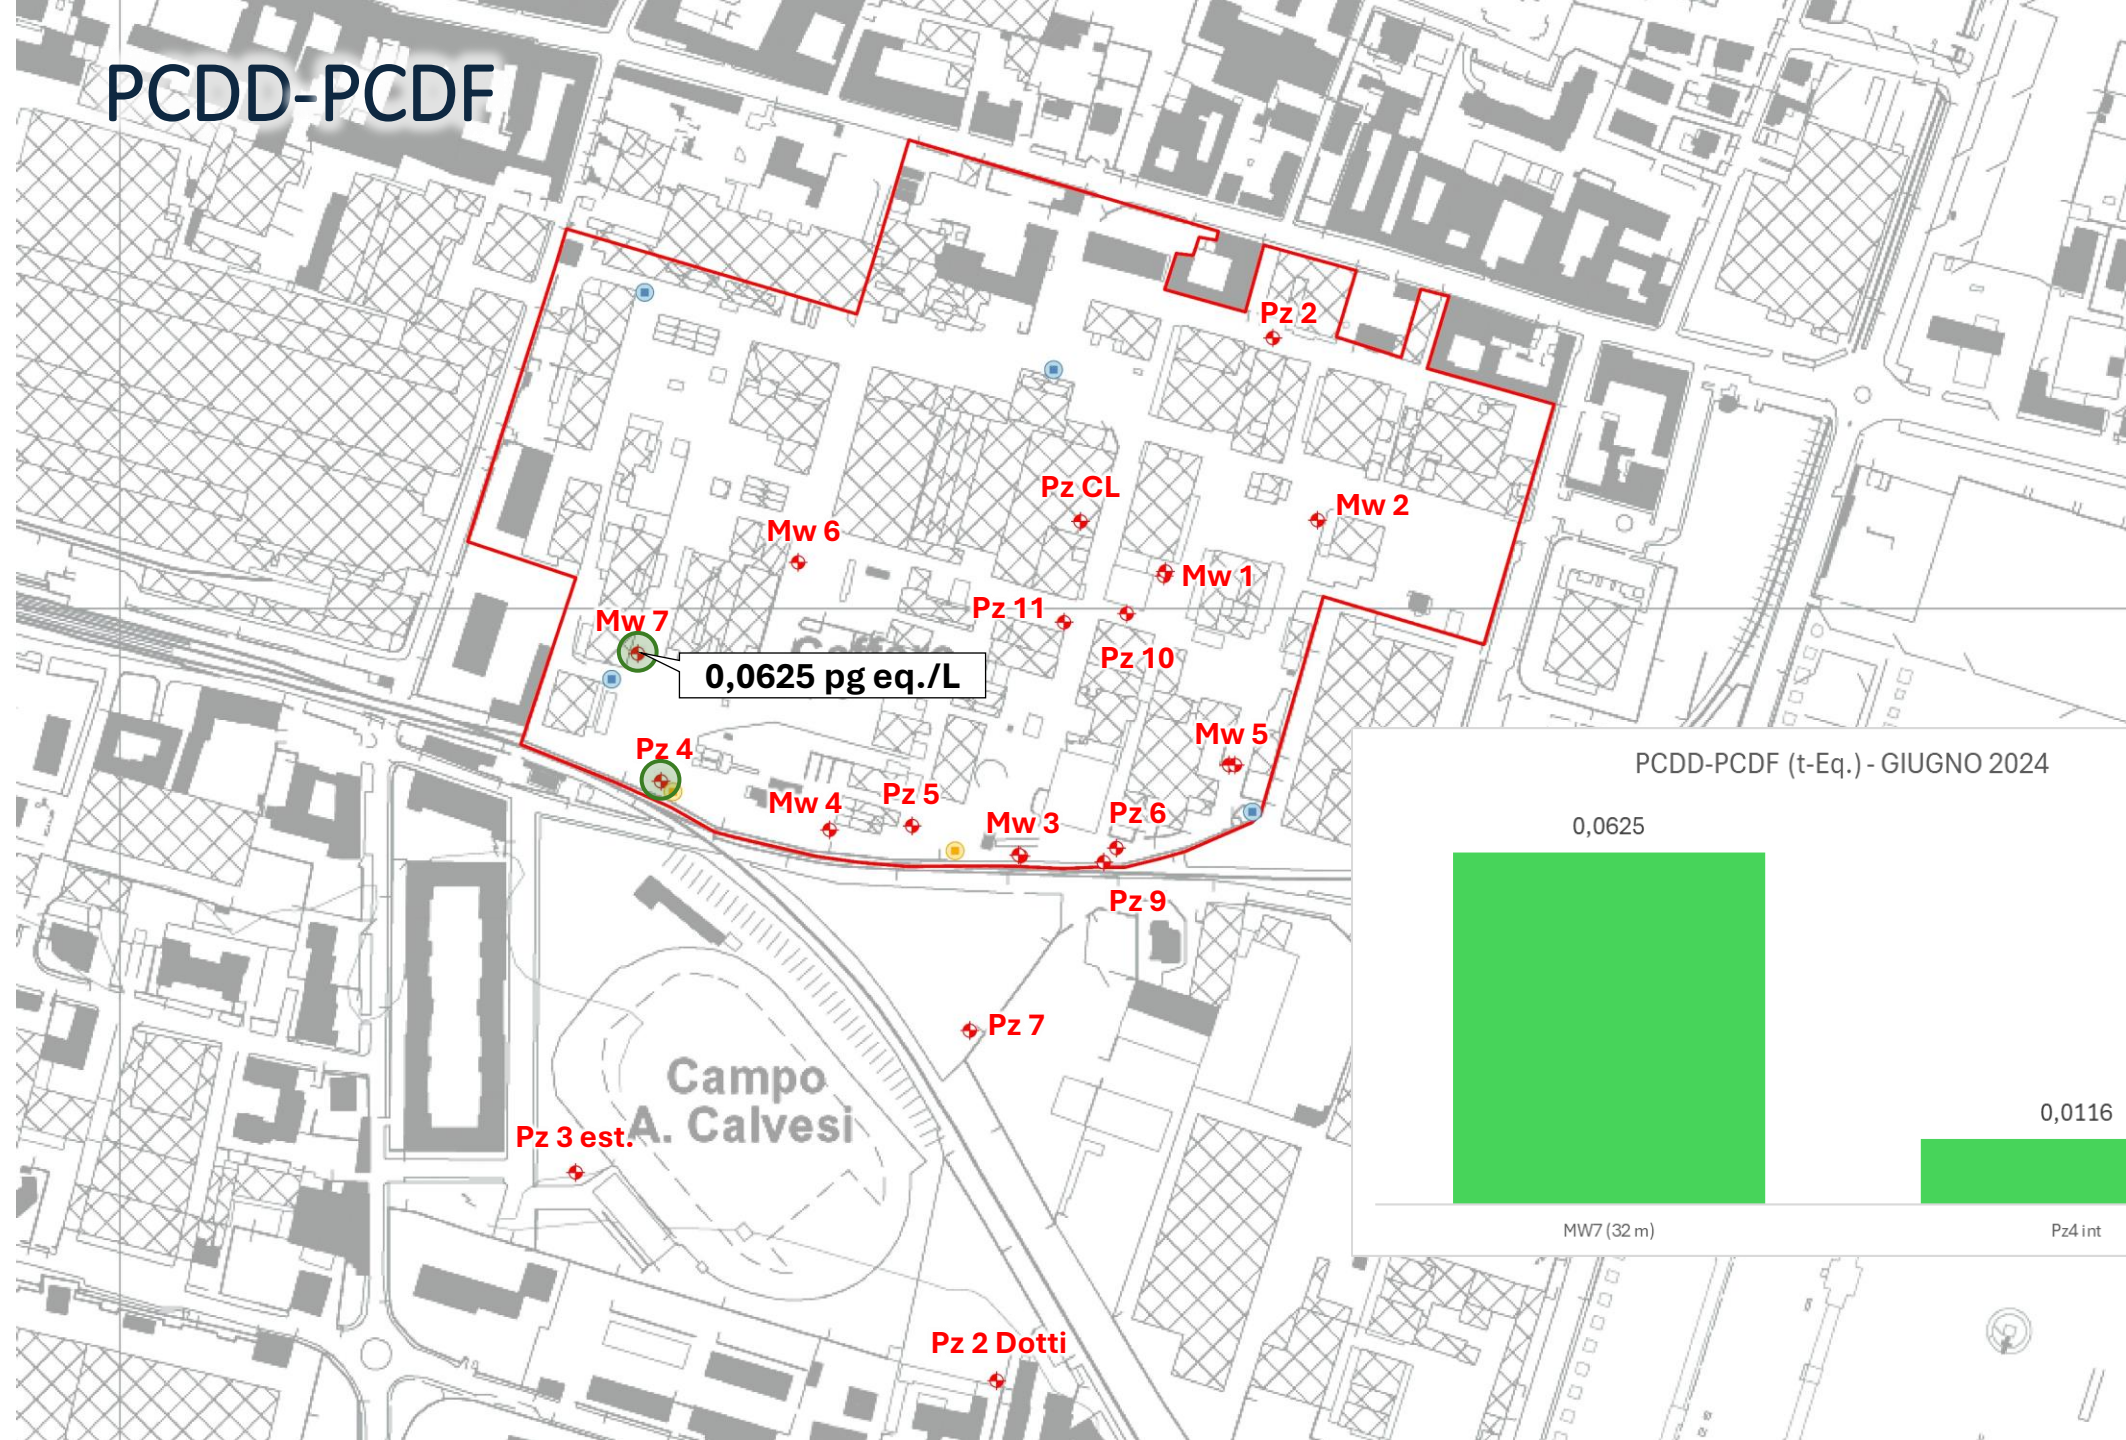 PCDD-PCDF
Pz 2
Pz CL
Mw 2
Mw 6
Mw 1
Pz 11
Mw 7
Pz 10
0,0625 pg eq./L
Mw 5
Pz 4
Pz 5
Mw 4
Pz 6
Mw 3
Pz 9
Pz 7
Campo
A. Calvesi
Pz 3 est.
Pz 2 Dotti
PCDD-PCDF (t-Eq.) - GIUGNO 2024
0,0625
0,0116
MW7 (32 m)
Pz4 int